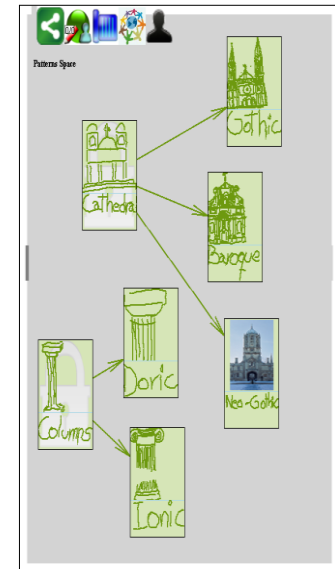 Patterns Space
Gothic
Cathedral
Baroque
Neo-Gothic
Doric
Columns
Ionic